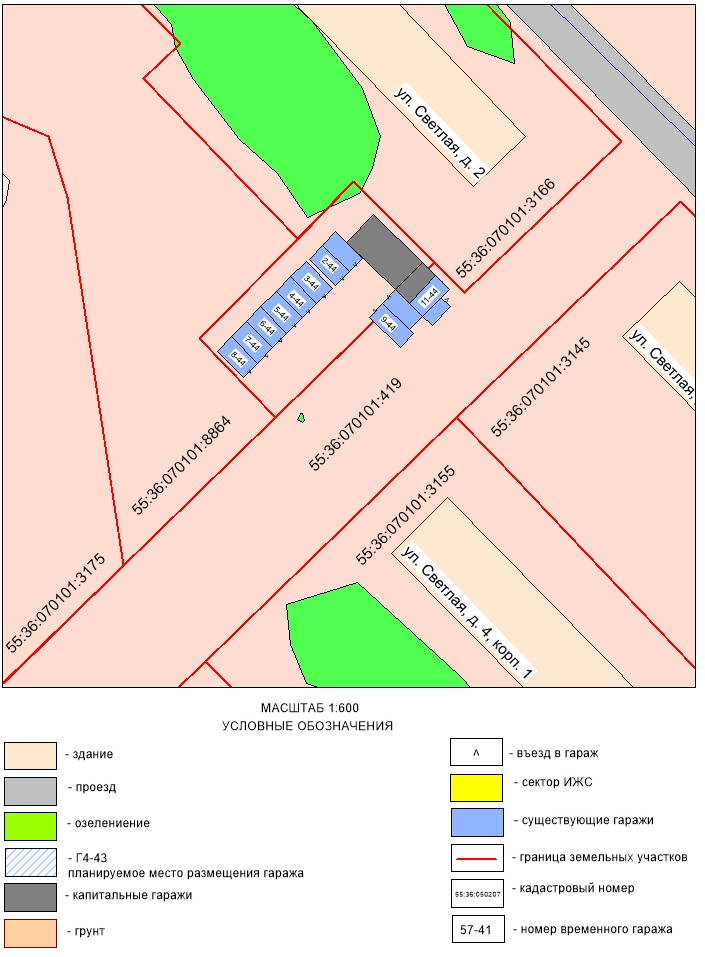 ул. Светлая, д. 2
55:36:070101:3166
2-44
3-44
4-44
5-44
6-44
7-44
8-44
11-44
9-44
ул. Светлая,
55:36:070101:3145
55:36:070101:419
55:36:070101:8864
55:36:070101:3155
55:36:070101:3175
ул. Светлая, д. 4, корп. 1
МАСШТАБ 1:600
УСЛОВНЫЕ ОБОЗНАЧЕНИЯ
- здание
- проезд
- озеленеиние
- Г4-43
планируемое место размещения гаража
- капитальные гаражи
- грунт
^ - въезд в гараж
- сектор ИЖС
- существующие гаражи
- граница земельных участков
55:36:050207 - кадастровый номер
57-41 - номер временного гаража